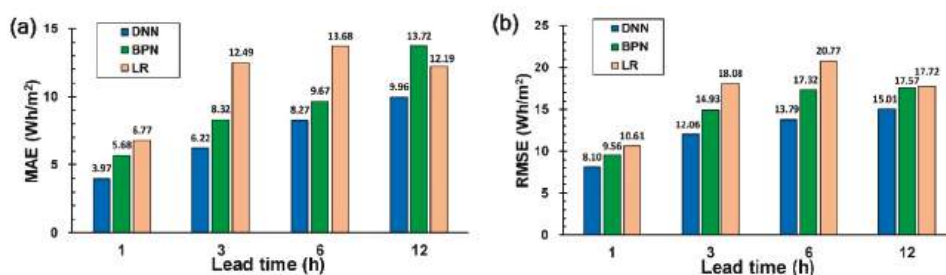 (a)
DNN
BPN
LR
MAE (Wh/m²)
15
10
5
0
3.97
5.68
6.77
6.22
8.32
12.49
8.27
9.67
13.68
9.96
13.72
12.19
1 3 6 12
Lead time (h)
(b)
DNN
BPN
LR
RMSE (Wh/m²)
25
20
15
10
5
0
8.10
9.56
10.61
12.06
14.93
18.08
13.79
17.32
20.77
15.01
17.57
17.72
1 3 6 12
Lead time (h)